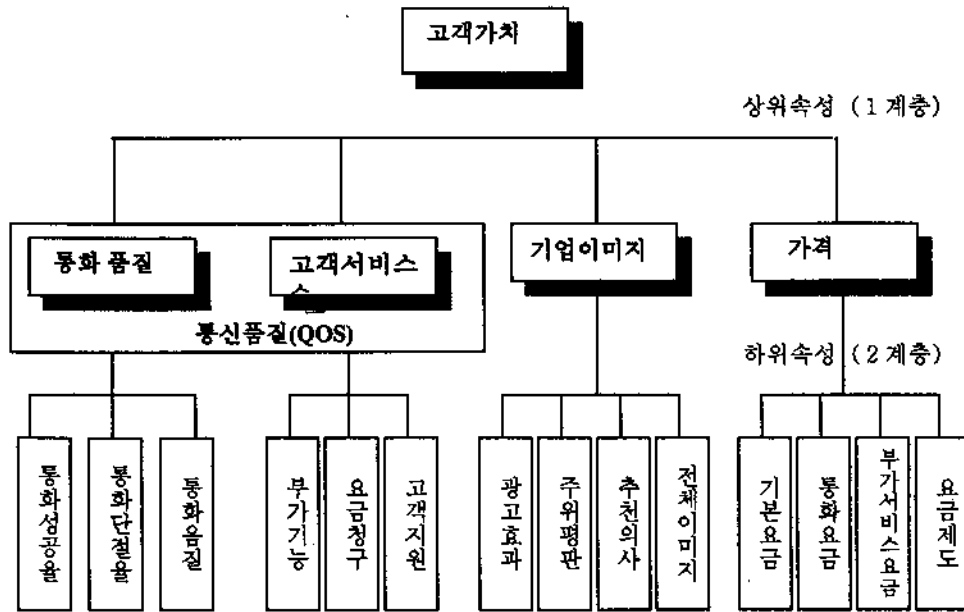 고객가치
상위속성 (1 계층)
통화 품질
고객서비스
스
기업이미지
가격
통신품질(QOS)
하위속성 (2 계층)
통화성공율
통화단절율
통화음질
부가기능
요금청구
고객지원
광고효과
주위평판
추천의사
전체이미지
기본요금
통화요금
부가서비스요금
요금제도